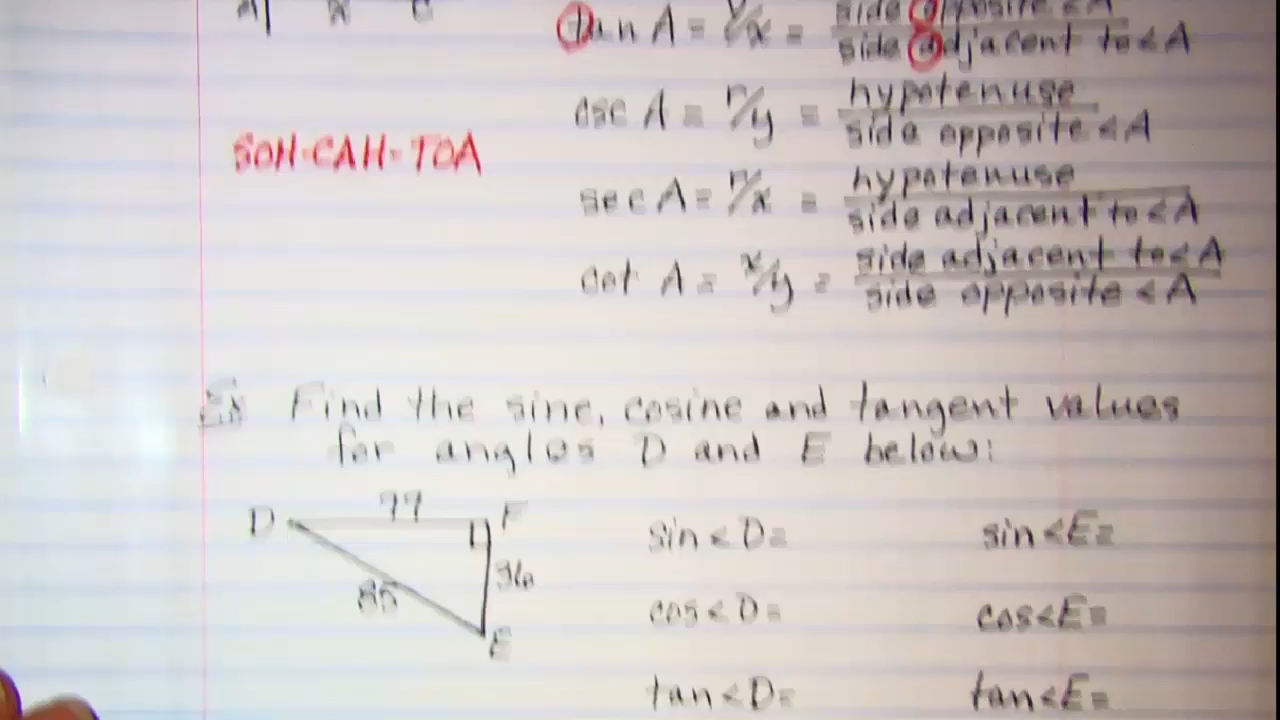 A x C
tan A = y/x = side opposite <A / side adjacent to <A
csc A = r/y = hypotenuse / side opposite <A
SOH-CAH-TOA
sec A = r/x = hypotenuse / side adjacent to <A
cot A = x/y = side adjacent to <A / side opposite <A
Ex Find the sine, cosine and tangent values
for angles D and E below:
D 77 F
36
85
E
sin<D= sin<E=
cos<D= cos<E=
tan<D= tan<E=